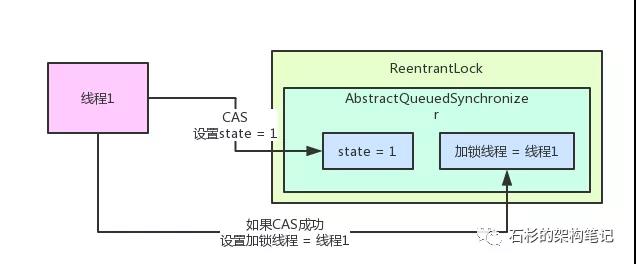 ReentrantLock
AbstractQueuedSynchronize
r
线程1
CAS
设置state = 1
state = 1
加锁线程 = 线程1
如果CAS成功
设置加锁线程 = 线程1
石杉的架构笔记